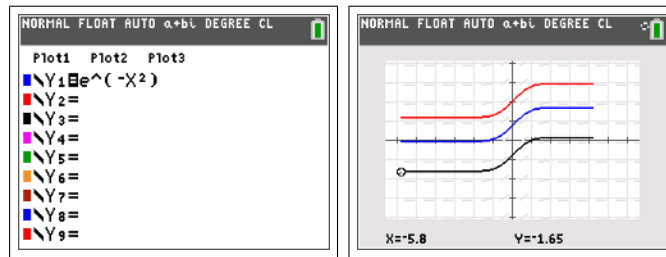 NORMAL FLOAT AUTO a+bi DEGREE CL
Plot1 Plot2 Plot3
\Y1=e^(-X²)
\Y2=
\Y3=
\Y4=
\Y5=
\Y6=
\Y7=
\Y8=
\Y9=
NORMAL FLOAT AUTO a+bi DEGREE CL
X=-5.8 Y=-1.65